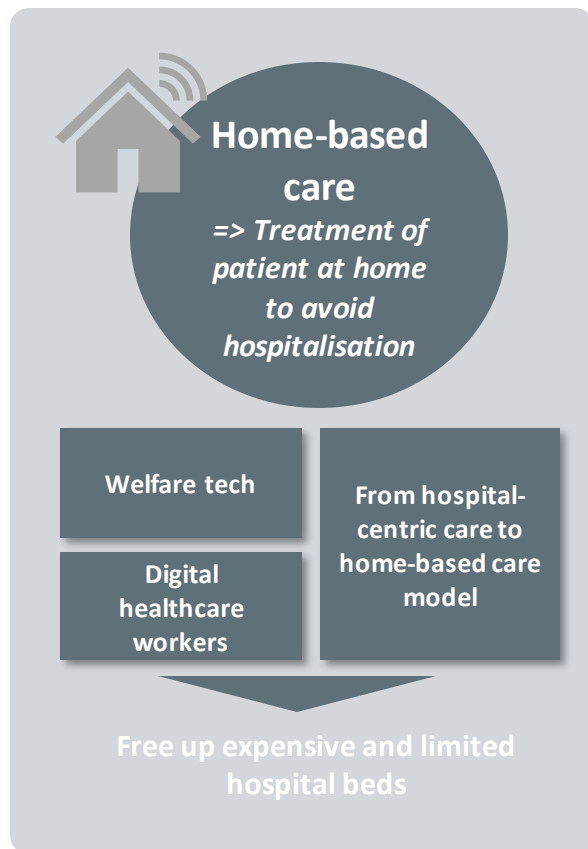 Home-based
care
=> Treatment of
patient at home
to avoid
hospitalisation
Welfare tech
Digital
healthcare
workers
From hospital-
centric care to
home-based care
model
Free up expensive and limited
hospital beds